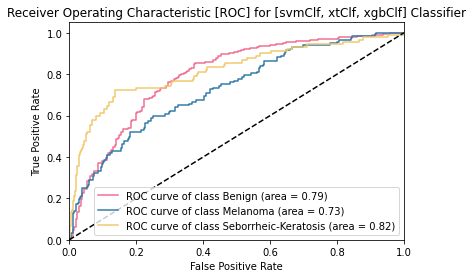 Receiver Operating Characteristic [ROC] for [svmClf, xtClf, xgbClf] Classifier
True Positive Rate
1.0
0.8
0.6
0.4
0.2
0.0
ROC curve of class Benign (area = 0.79)
ROC curve of class Melanoma (area = 0.73)
ROC curve of class Seborrheic-Keratosis (area = 0.82)
0.0 0.2 0.4 0.6 0.8 1.0
False Positive Rate